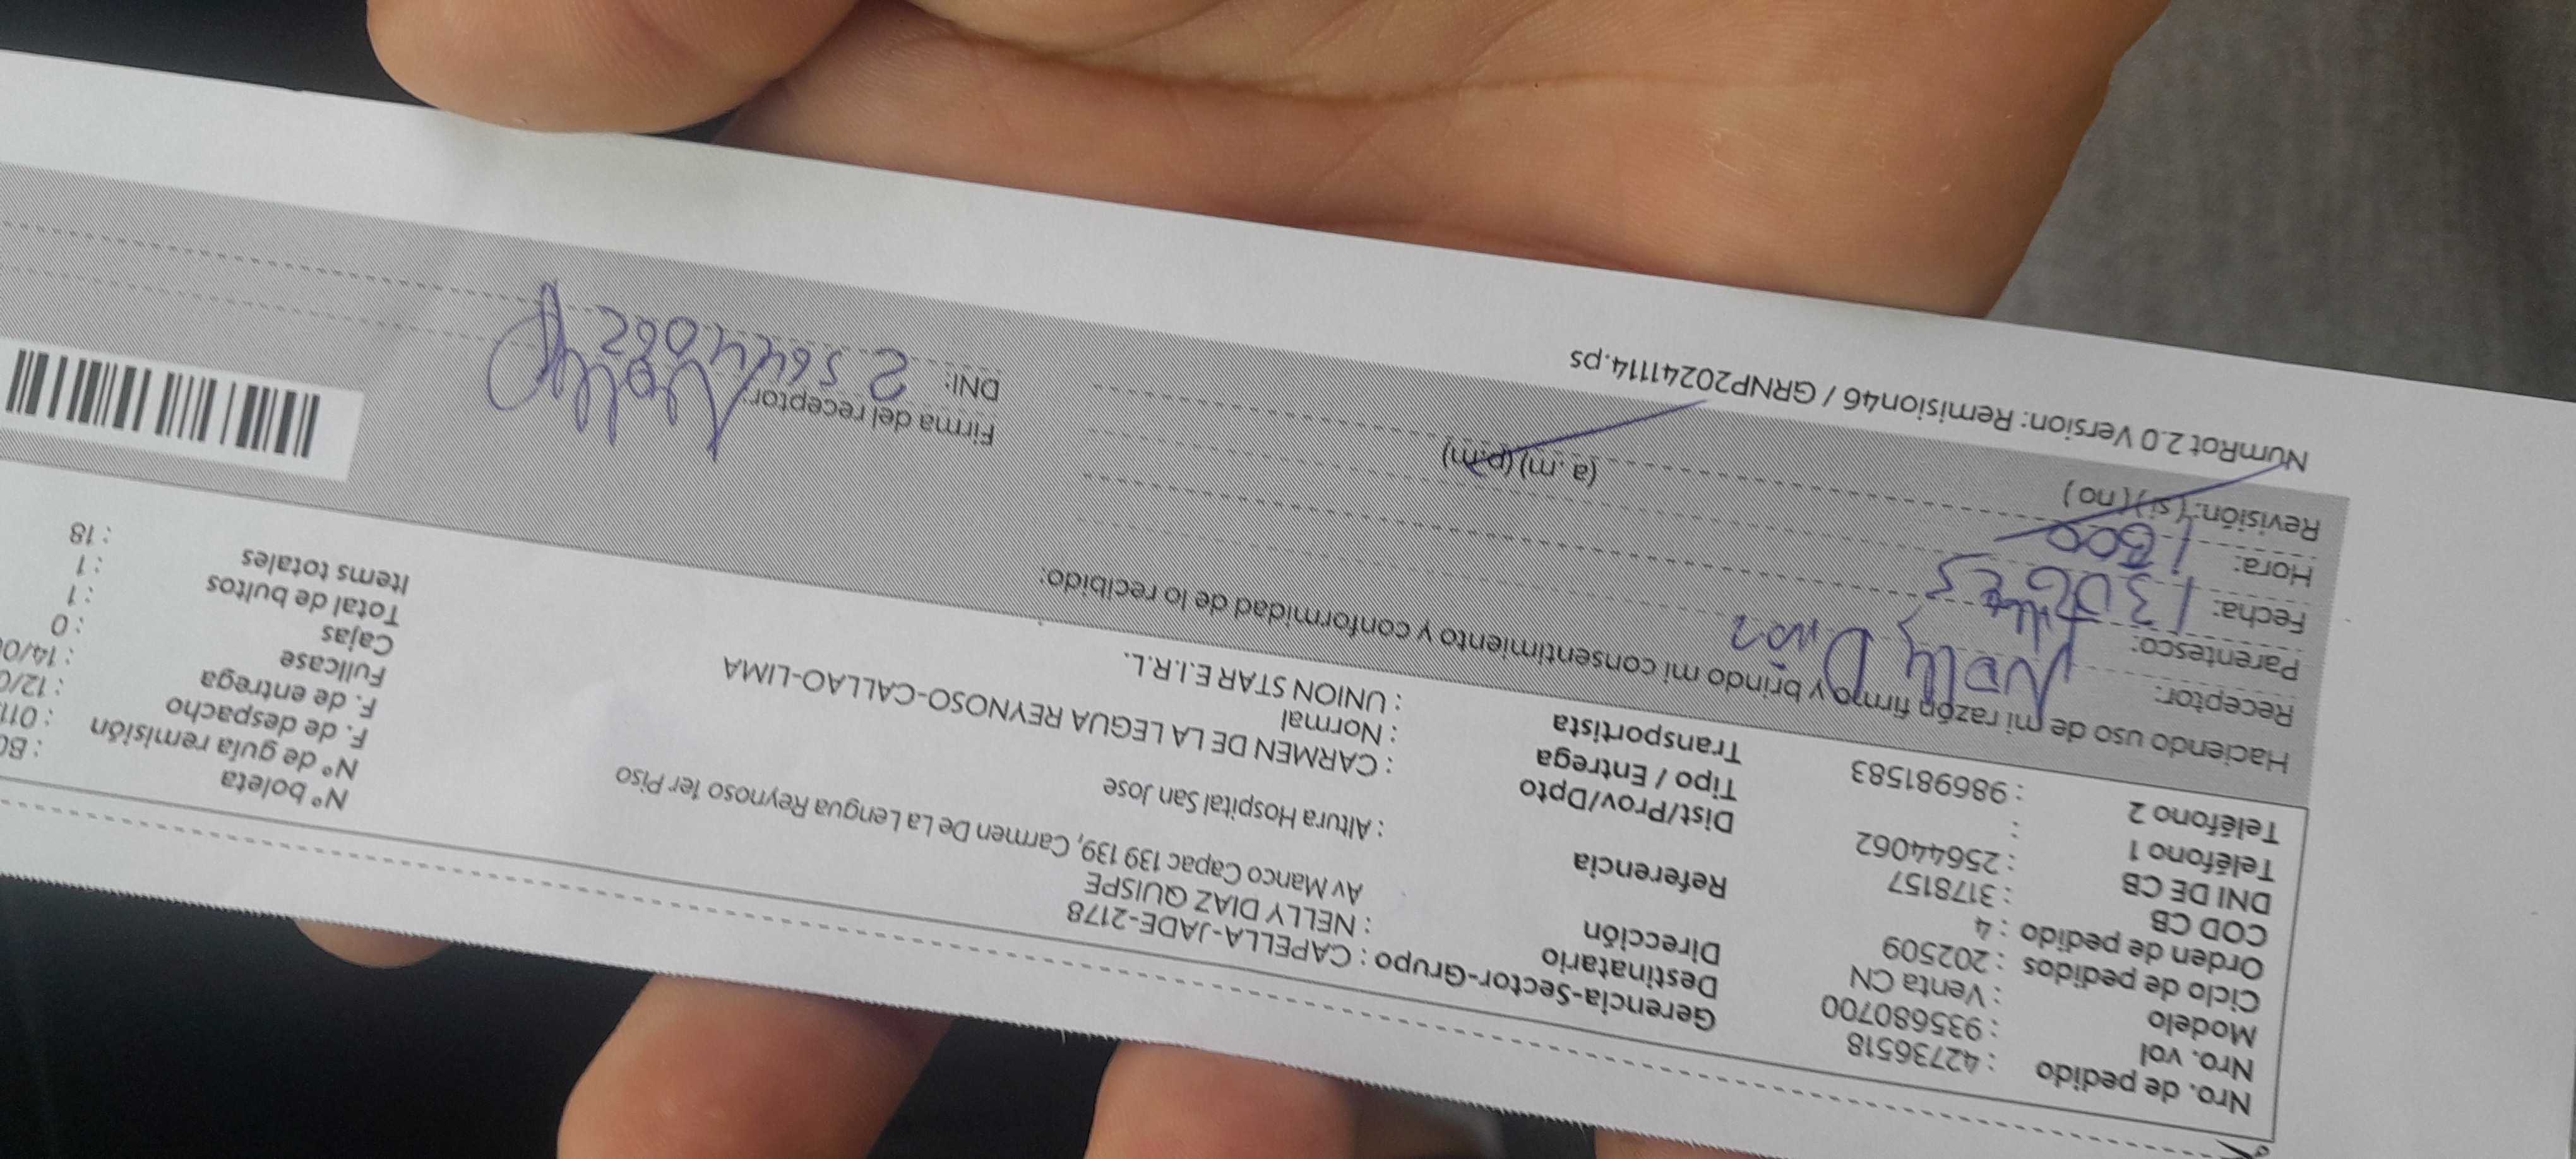 Nro. de pedido : 42736518
Nro. vol : 935680700
Modelo : Venta CN
Ciclo de pedidos : 202509
Orden de pedido : 4
COD CB : 3178157
DNI DE CB : 25644062
Teléfono 1 :
Teléfono 2 : 986981583
Gerencia-Sector-Grupo : CAPELLA-JADE-2178
Destinatario : NELLY DIAZ QUISPE
Dirección
Av Manco Capac 139 139, Carmen De La Lengua Reynoso 1er Piso
Referencia : Altura Hospital San Jose
Dist/Prov/Dpto : CARMEN DE LA LEGUA REYNOSO-CALLAO-LIMA
Tipo / Entrega : Normal
Transportista : UNION STAR E.I.R.L.
N° boleta
N° de guía remisión
F. de despacho
F. de entrega
Fullcase : 0
Cajas : 1
Total de bultos : 1
Items totales : 18
Haciendo uso de mi razón firmo y brindo mi consentimiento y conformidad de lo recibido.
Receptor: Nelly Diaz
Parentesco:
Fecha:
Hora:
Revisión: (si) (no)
(a.m) (p.m)
Firma del receptor: Nelly
DNI: 25644062
NumRot 2.0 Version: Remision46 / GRNP20241114.ps